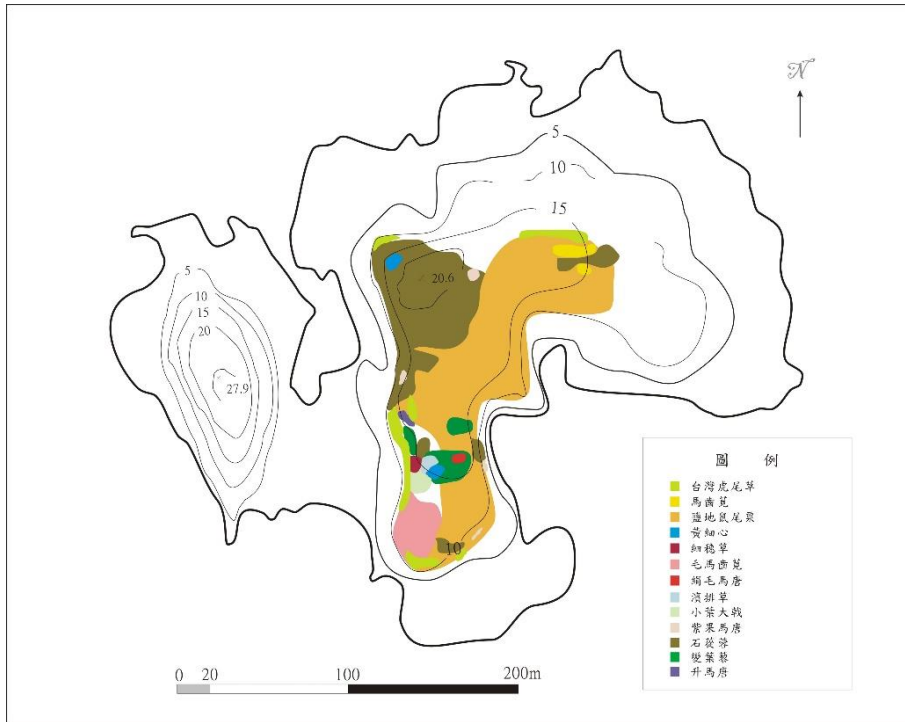 N
5
10
15
5
10
15
20
20.6
27.9
10
圖 例
台灣虎尾草
馬齒莧
鹽地鼠尾粟
黃細心
細穗草
毛馬齒莧
絹毛馬唐
濱排草
小葉大戟
紫果馬唐
石蓯蓉
變葉藜
升馬唐
0 20 100 200m